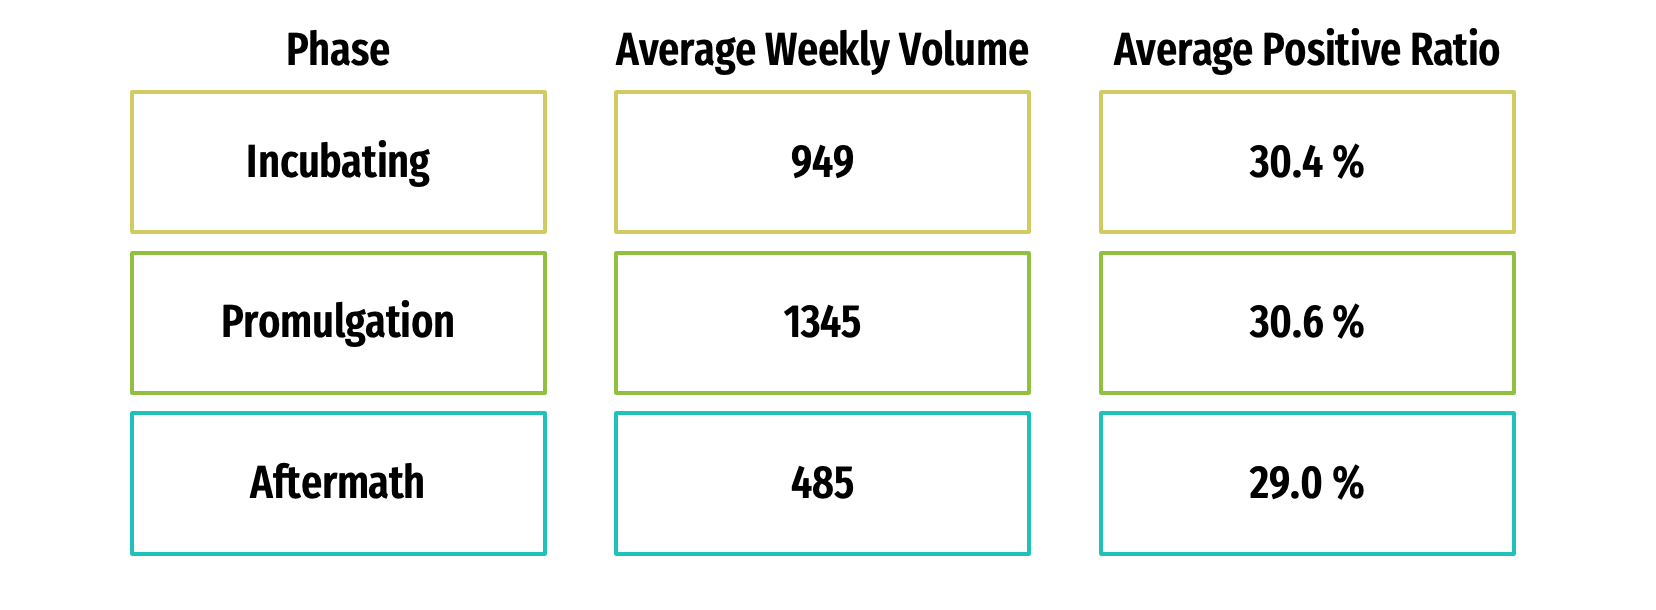 Phase Average Weekly Volume Average Positive Ratio
Incubating 949 30.4 %
Promulgation 1345 30.6 %
Aftermath 485 29.0 %